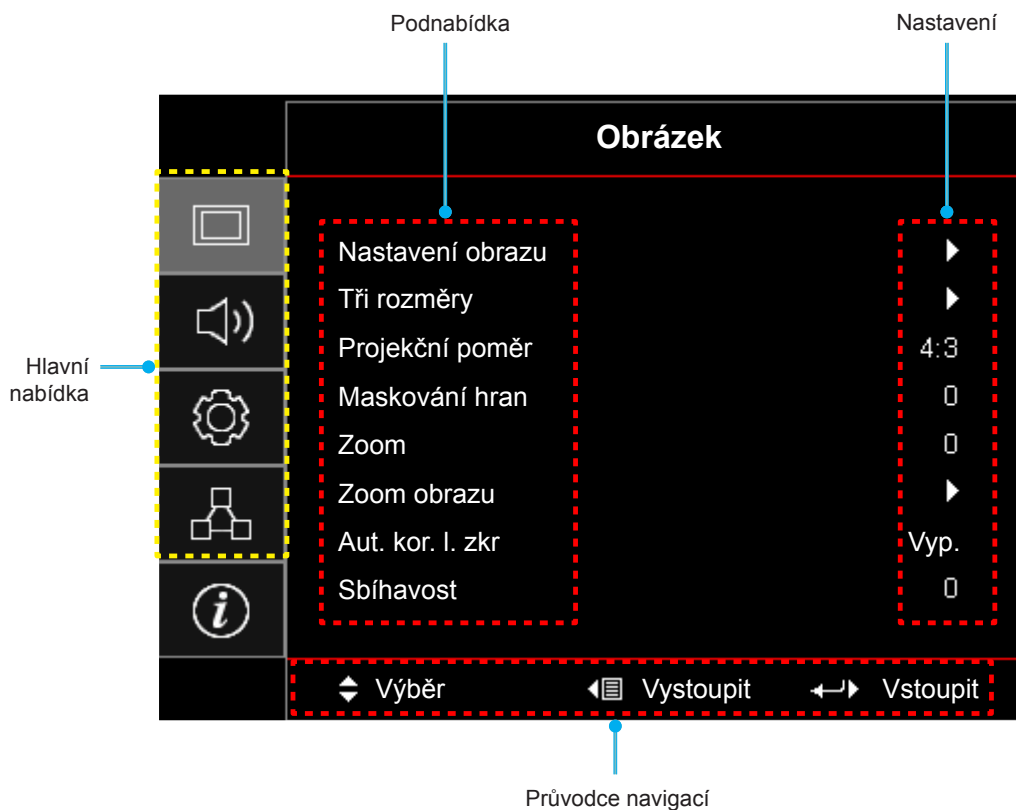 Podnabídka
Nastavení
Obrázek
Nastavení obrazu
Tři rozměry
Projekční poměr 4:3
Maskování hran 0
Zoom 0
Zoom obrazu
Aut. kor. l. zkr Vyp.
Sbíhavost 0
Hlavní
nabídka
i
Výběr Vystoupit Vstoupit
Průvodce navigací